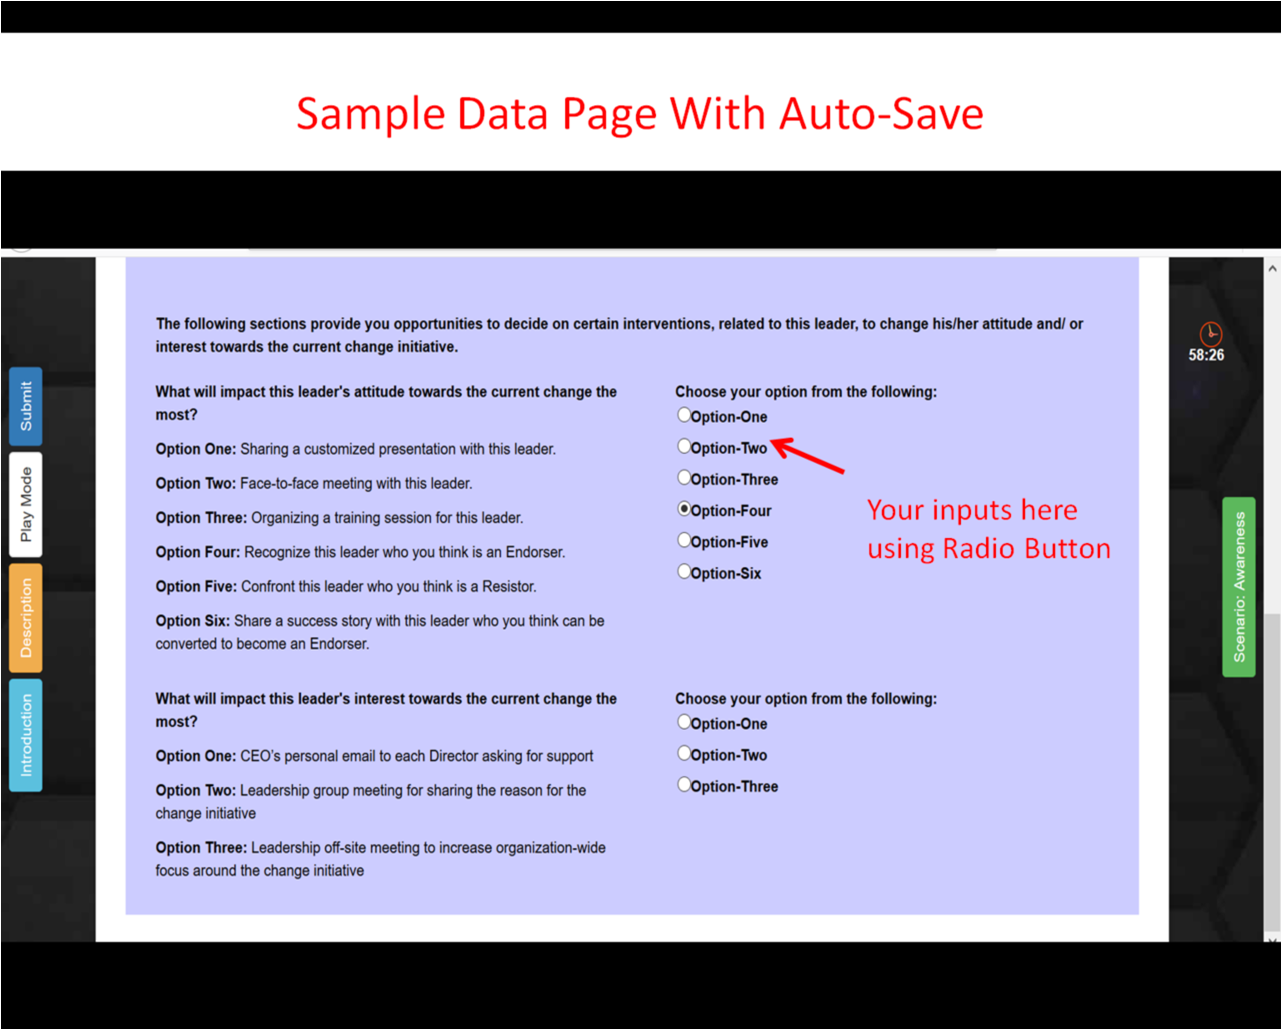 Sample Data Page With Auto-Save
The following sections provide you opportunities to decide on certain interventions, related to this leader, to change his/her attitude and/ or
interest towards the current change initiative.
58:26
What will impact this leader's attitude towards the current change the
most?
Option One: Sharing a customized presentation with this leader.
Option Two: Face-to-face meeting with this leader.
Option Three: Organizing a training session for this leader.
Option Four: Recognize this leader who you think is an Endorser.
Option Five: Confront this leader who you think is a Resistor.
Option Six: Share a success story with this leader who you think can be
converted to become an Endorser.
Choose your option from the following:
Option-One
Option-Two
Option-Three
Option-Four
Option-Five
Option-Six
Your inputs here
using Radio Button
What will impact this leader's interest towards the current change the
most?
Option One: CEO's personal email to each Director asking for support
Option Two: Leadership group meeting for sharing the reason for the
change initiative
Option Three: Leadership off-site meeting to increase organization-wide
focus around the change initiative
Choose your option from the following:
Option-One
Option-Two
Option-Three
Submit
Play Mode
Description
Introduction
Scenario: Awareness